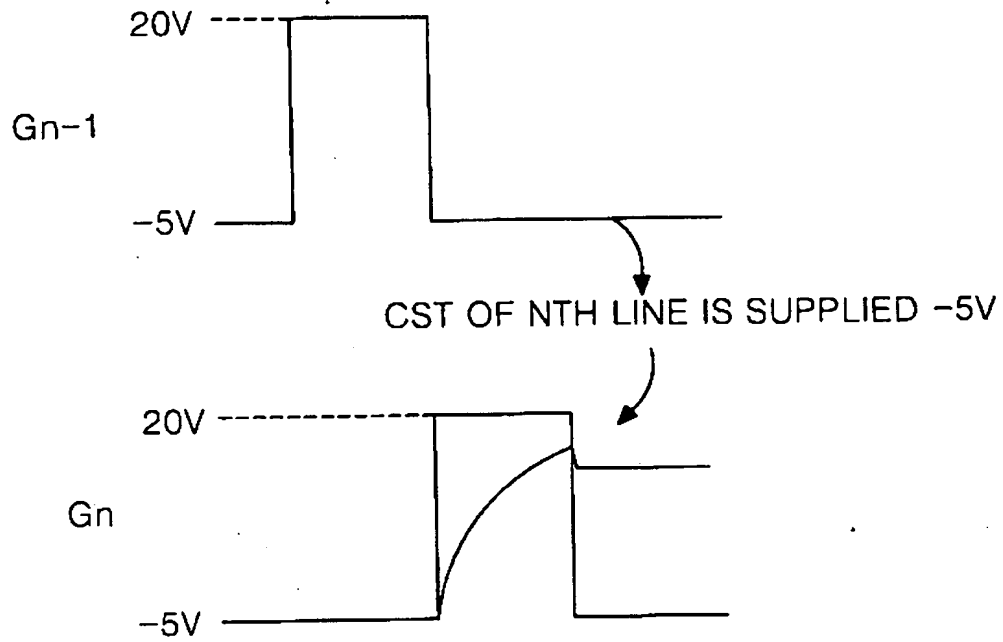 20V
Gn-1
-5V
CST OF NTH LINE IS SUPPLIED -5V
20V
Gn
-5V